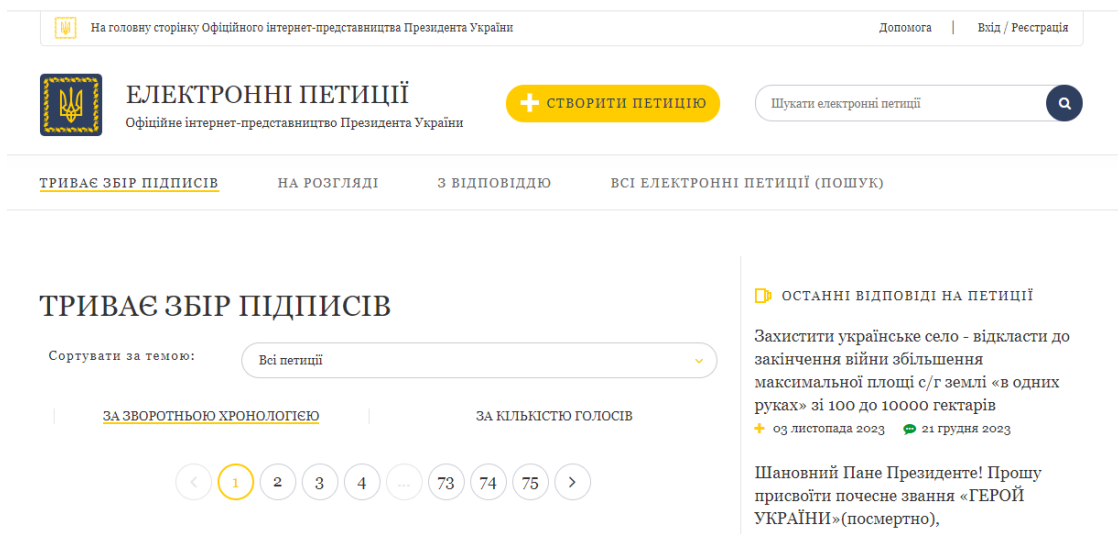 На головну сторінку Офіційного інтернет-представництва Президента України
Допомога | Вхід / Реєстрація
ЕЛЕКТРОННІ ПЕТИЦІЇ
Офіційне інтернет-представництво Президента України
СТВОРИТИ ПЕТИЦІЮ
Шукати електронні петиції
ТРИВАЄ ЗБІР ПІДПИСІВ
НА РОЗГЛЯДІ
З ВІДПОВІДДЮ
ВСІ ЕЛЕКТРОННІ ПЕТИЦІЇ (ПОШУК)
ТРИВАЄ ЗБІР ПІДПИСІВ
Сортувати за темою:
Всі петиції
ЗА ЗВОРОТНЬОЮ ХРОНОЛОГІЄЮ
ЗА КІЛЬКІСТЮ ГОЛОСІВ
1 2 3 4 ... 73 74 75
ОСТАННІ ВІДПОВІДІ НА ПЕТИЦІЇ
Захистити українське село - відкласти до
закінчення війни збільшення
максимальної площі с/г землі «в одних
руках» зі 100 до 10000 гектарів
03 листопада 2023 21 грудня 2023
Шановний Пане Президенте! Прошу
присвоїти почесне звання «ГЕРОЙ
УКРАЇНИ»(посмертно),